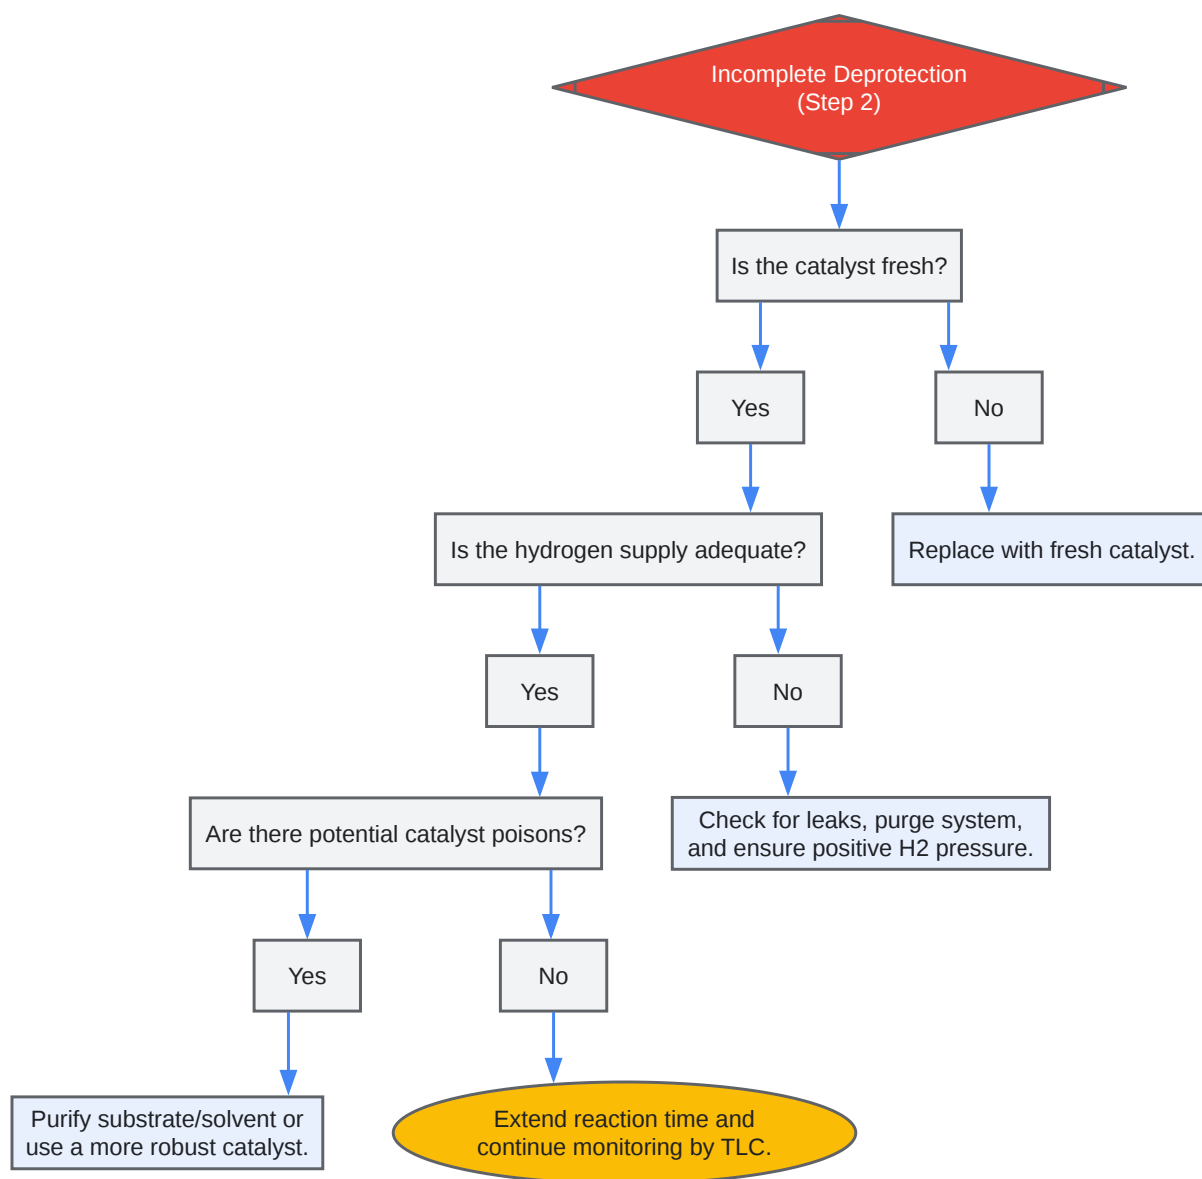 Incomplete Deprotection
(Step 2)
Is the catalyst fresh?
Yes
No
Is the hydrogen supply adequate?
Replace with fresh catalyst.
Yes
No
Are there potential catalyst poisons?
Check for leaks, purge system,
and ensure positive H2 pressure.
Yes
No
Purify substrate/solvent or
use a more robust catalyst.
Extend reaction time and
continue monitoring by TLC.